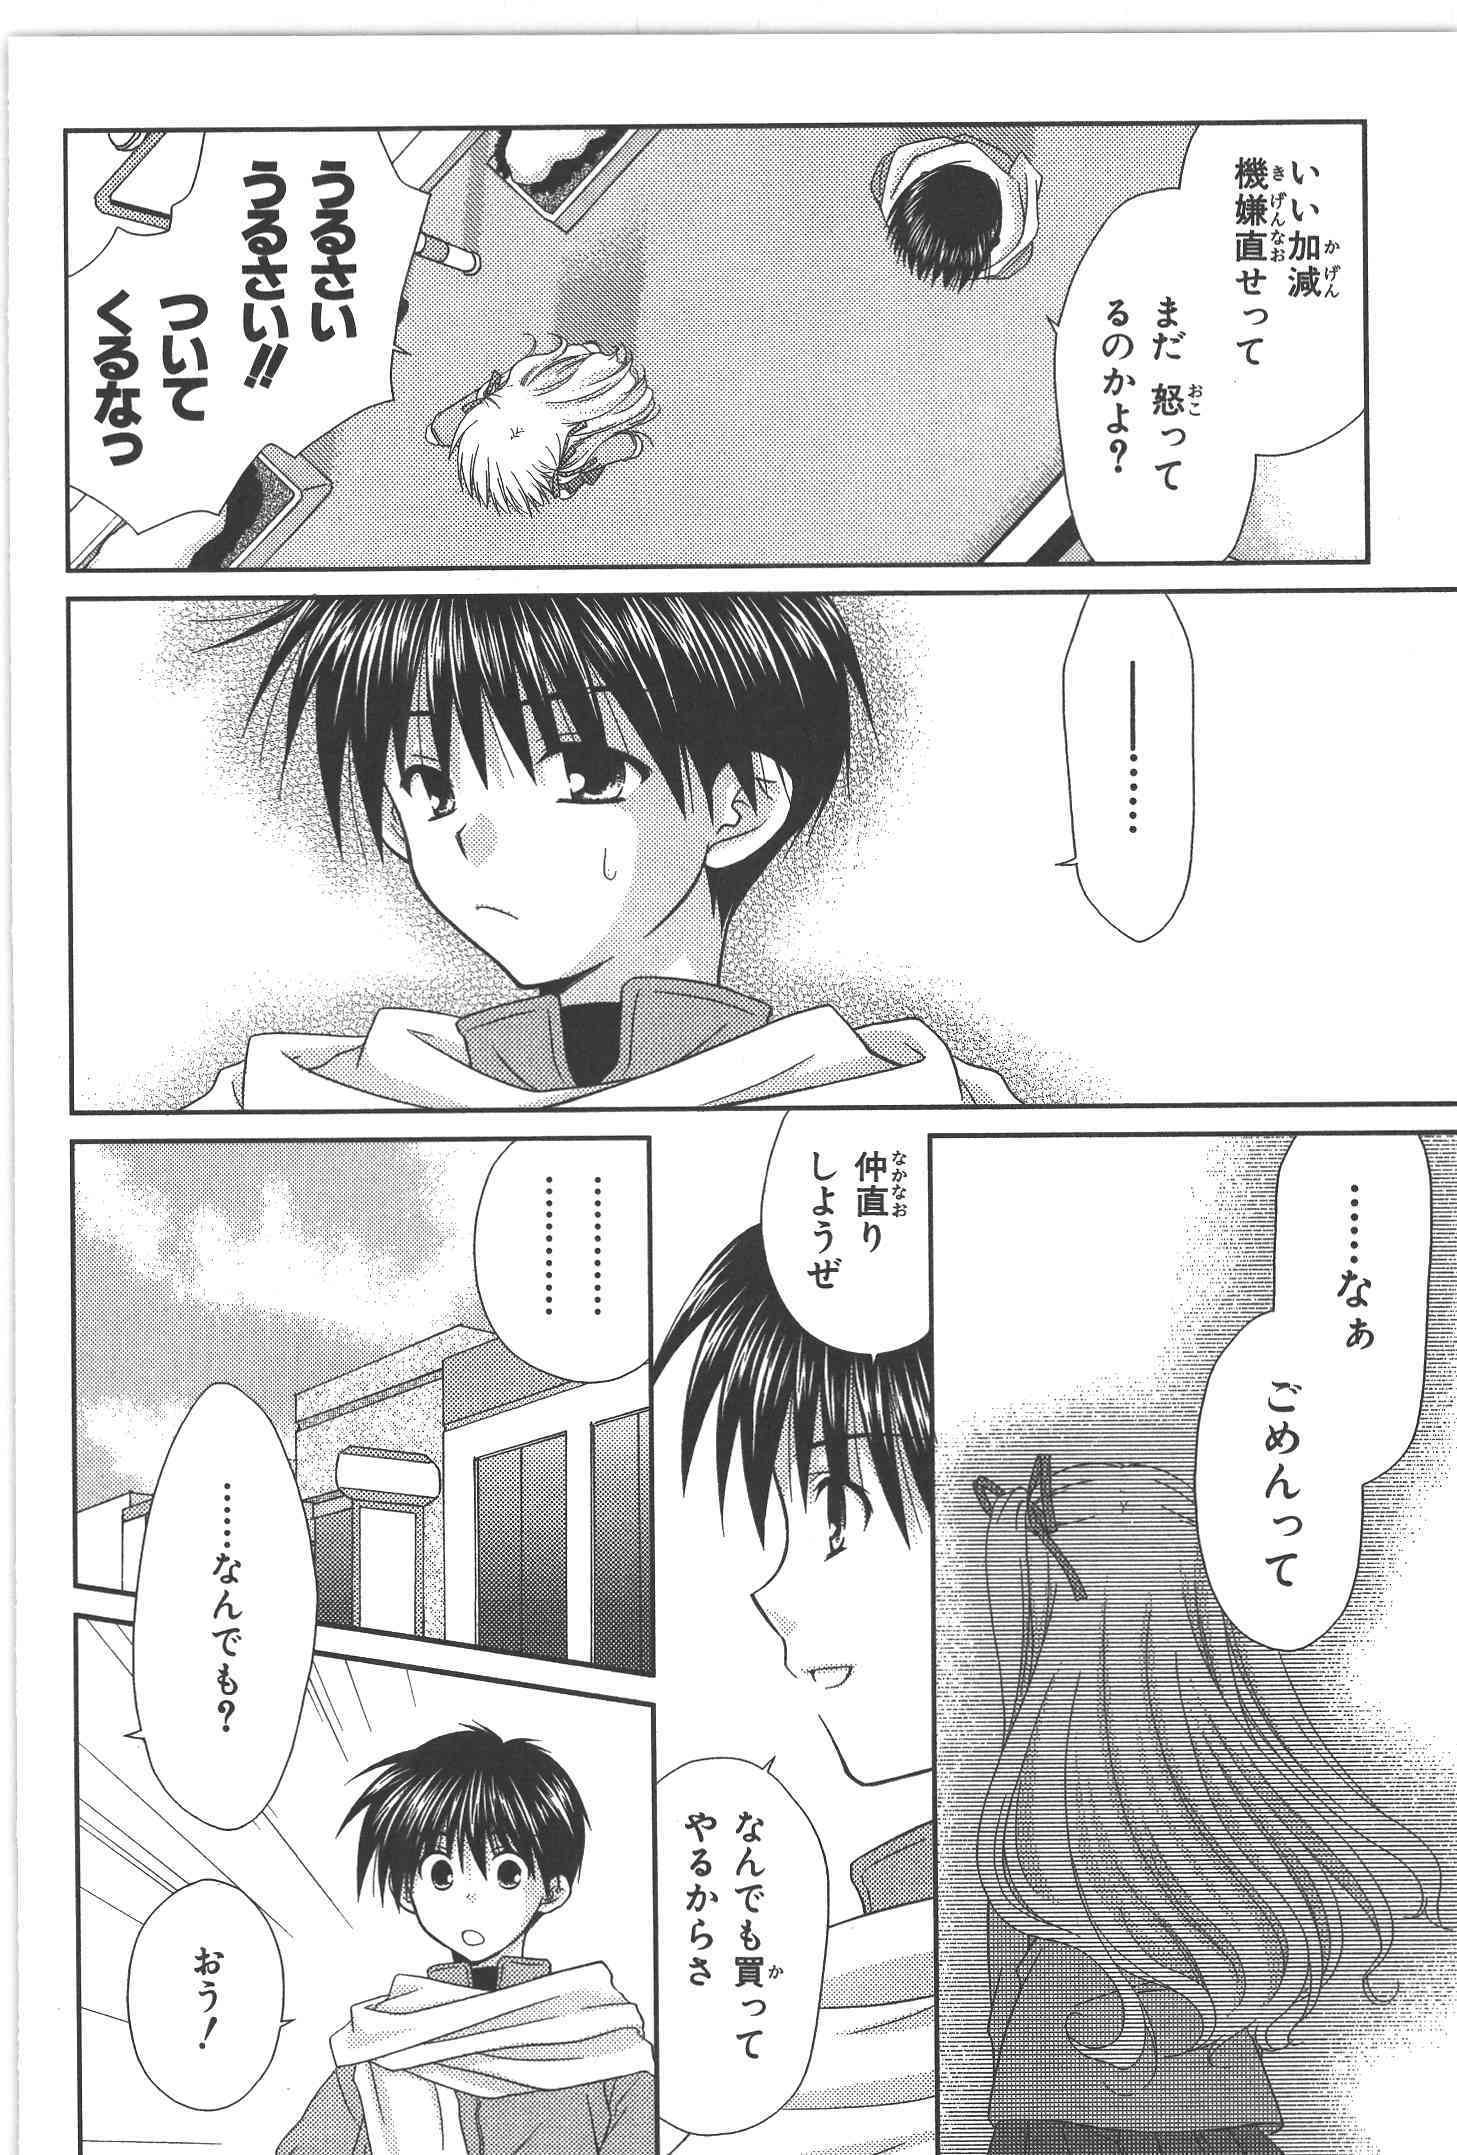 いい加減
機嫌直せって
まだ怒って
るのかよ？
うるさい
うるさい!!
ついて
くるなっ
―……
……なぁ
ごめんって
仲直り
しようぜ
なんでも買って
やるからさ
…………
…………
……なんでも？
おう！